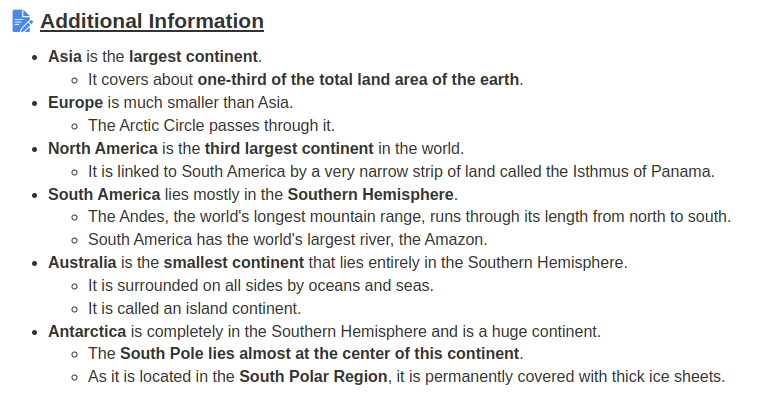 Additional Information
Asia is the largest continent.
It covers about one-third of the total land area of the earth.
Europe is much smaller than Asia.
The Arctic Circle passes through it.
North America is the third largest continent in the world.
It is linked to South America by a very narrow strip of land called the Isthmus of Panama.
South America lies mostly in the Southern Hemisphere.
The Andes, the world's longest mountain range, runs through its length from north to south.
South America has the world's largest river, the Amazon.
Australia is the smallest continent that lies entirely in the Southern Hemisphere.
It is surrounded on all sides by oceans and seas.
It is called an island continent.
Antarctica is completely in the Southern Hemisphere and is a huge continent.
The South Pole lies almost at the center of this continent.
As it is located in the South Polar Region, it is permanently covered with thick ice sheets.